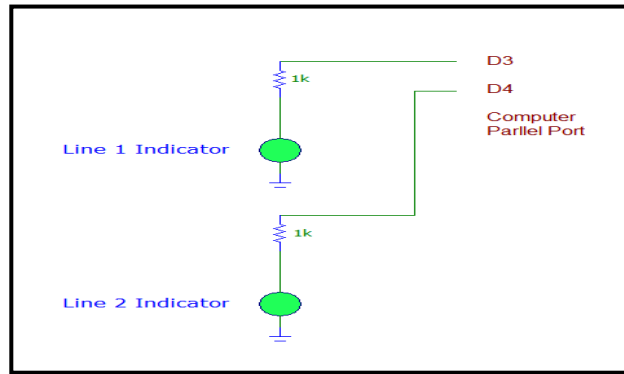 D3
1k
D4
Computer
Parllel Port
Line 1 Indicator
1k
Line 2 Indicator